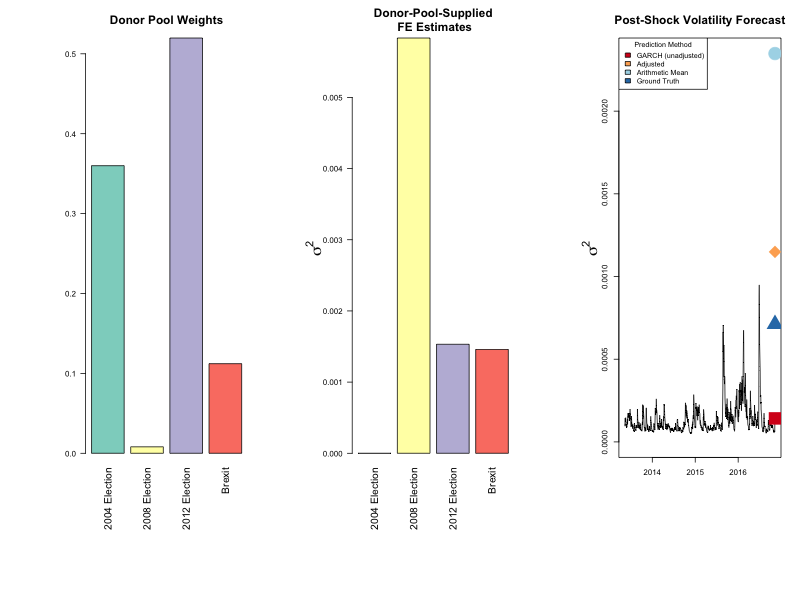 Donor Pool Weights
0.5
0.4
0.3
0.2
0.1
0.0
2004 Election
2008 Election
2012 Election
Brexit
Donor-Pool-Supplied
FE Estimates
σ²
0.005
0.004
0.003
0.002
0.001
0.000
2004 Election
2008 Election
2012 Election
Brexit
Post-Shock Volatility Forecast
Prediction Method
GARCH (unadjusted)
Adjusted
Arithmetic Mean
Ground Truth
σ²
0.0020
0.0015
0.0010
0.0005
0.0000
2014
2015
2016